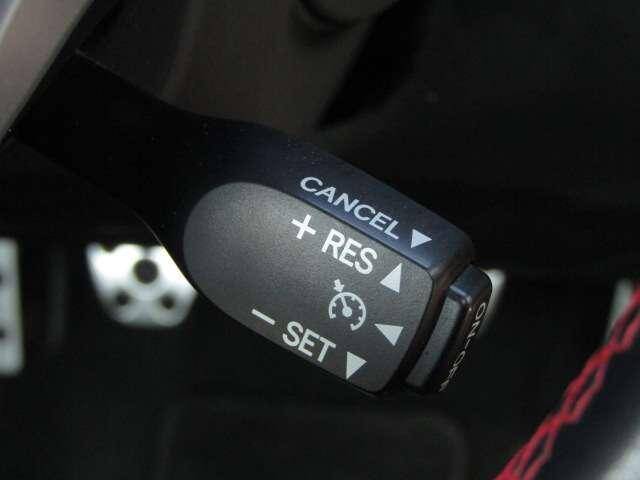 CANCEL ▼
+ RES ▲
◀
− SET ▼
ON-OFF